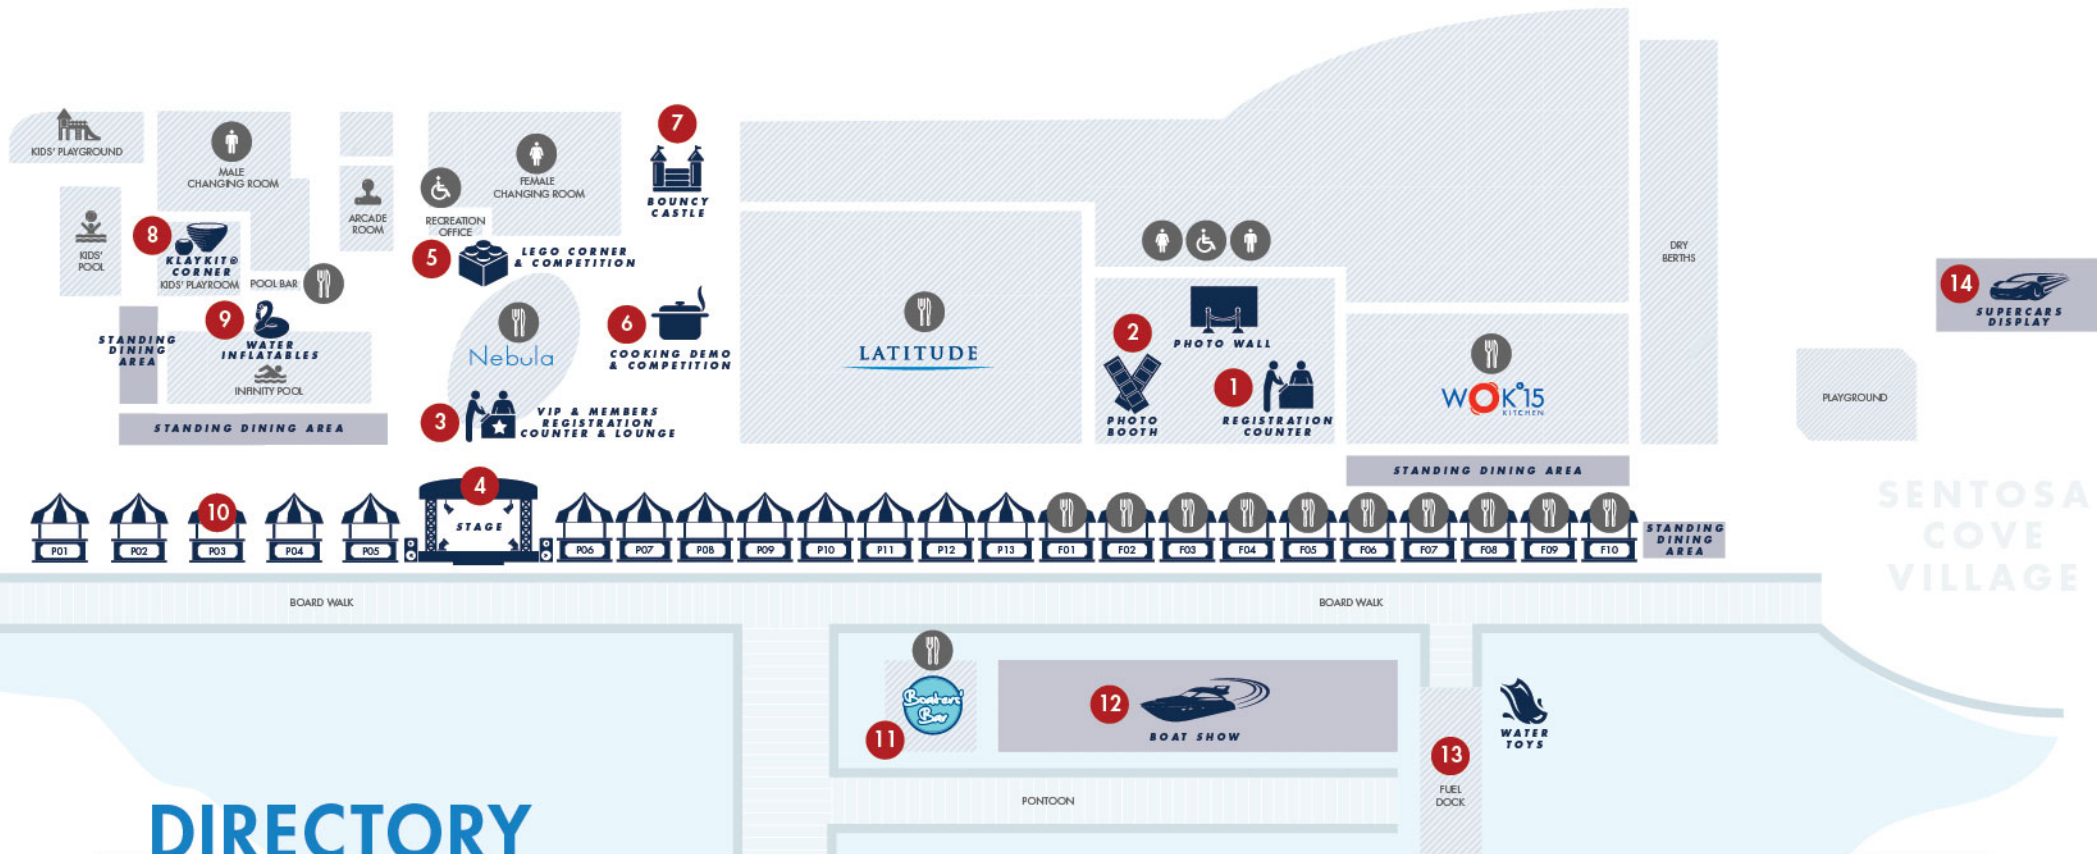 KIDS' PLAYGROUND
MALE
CHANGING ROOM
ARCADE
ROOM
RECREATION
OFFICE
FEMALE
CHANGING ROOM
7
BOUNCY
CASTLE
KIDS'
POOL
8
KLAYKIT®
CORNER
KIDS' PLAYROOM
POOL BAR
5
LEGO CORNER
& COMPETITION
9
WATER
INFLATABLES
INFINITY POOL
STANDING
DINING
AREA
STANDING DINING AREA
Nebula
6
COOKING DEMO
& COMPETITION
3
VIP & MEMBERS
REGISTRATION
COUNTER & LOUNGE
LATITUDE
2
PHOTO WALL
PHOTO
BOOTH
1
REGISTRATION
COUNTER
WOK°15
KITCHEN
STANDING DINING AREA
DRY
BERTHS
14
SUPERCARS
DISPLAY
PLAYGROUND
SENTOSA
COVE
VILLAGE
10
4
STAGE
P01
P02
P03
P04
P05
P06
P07
P08
P09
P10
P11
P12
P13
F01
F02
F03
F04
F05
F06
F07
F08
F09
F10
STANDING
DINING
AREA
BOARD WALK
BOARD WALK
Boaters'
Bar
11
12
BOAT SHOW
13
FUEL
DOCK
WATER
TOYS
PONTOON
DIRECTORY